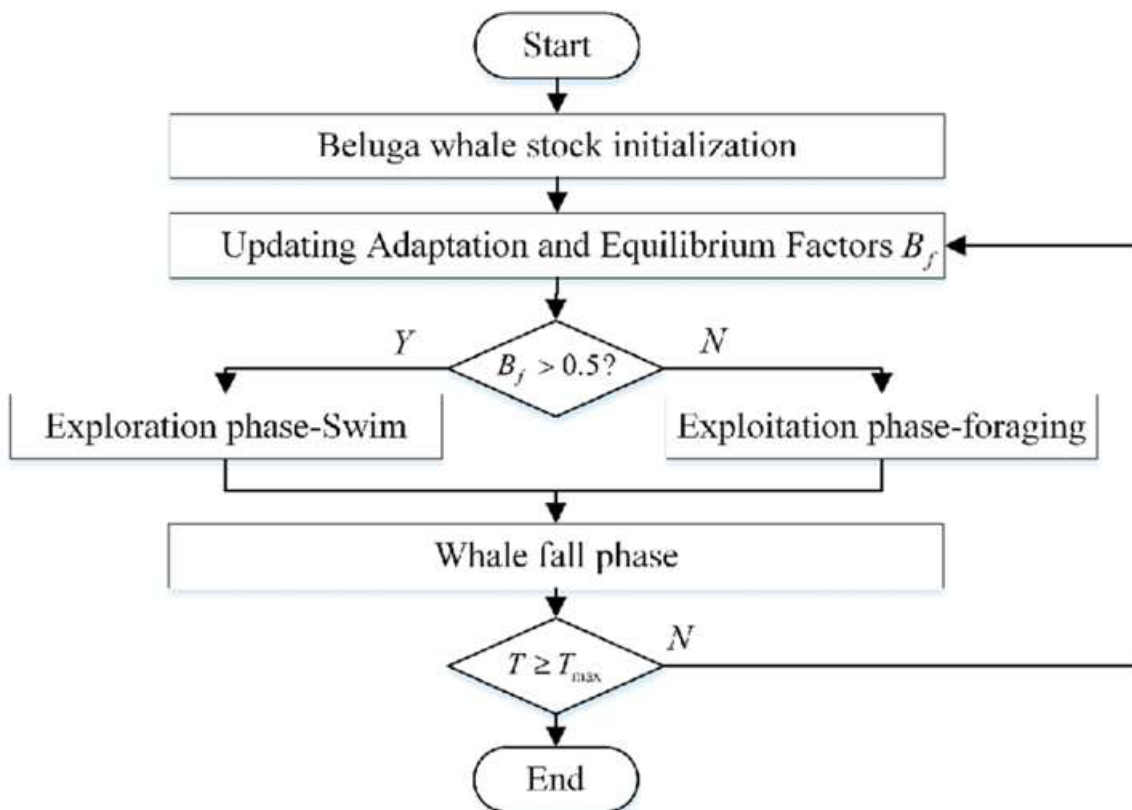 Start
Beluga whale stock initialization
Updating Adaptation and Equilibrium Factors B_f
Y
B_f > 0.5?
N
Exploration phase-Swim
Exploitation phase-foraging
Whale fall phase
T ≥ T_max
N
End